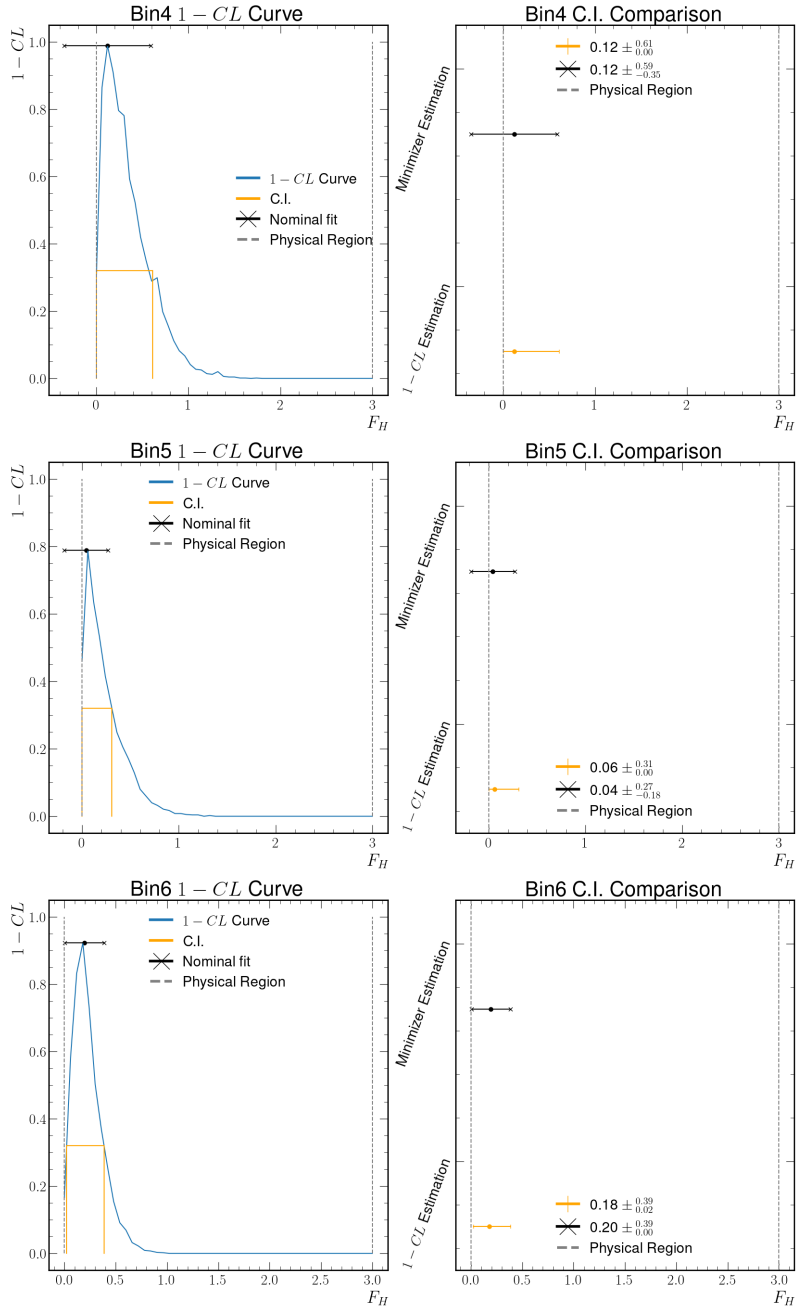 Bin4 1 − CL Curve
1 − CL
1.0
0.8
0.6
0.4
0.2
0.0
1 − CL Curve
C.I.
Nominal fit
Physical Region
0 1 2 3
F_H
Bin4 C.I. Comparison
0.12 ± 0.61 0.00
0.12 ± 0.59 −0.35
Physical Region
Minimizer Estimation
1 − CL Estimation
0 1 2 3
F_H
Bin5 1 − CL Curve
1 − CL
1.0
0.8
0.6
0.4
0.2
0.0
1 − CL Curve
C.I.
Nominal fit
Physical Region
0 1 2 3
F_H
Bin5 C.I. Comparison
Minimizer Estimation
1 − CL Estimation
0.06 ± 0.31 0.00
0.04 ± 0.27 −0.18
Physical Region
0 1 2 3
F_H
Bin6 1 − CL Curve
1 − CL
1.0
0.8
0.6
0.4
0.2
0.0
1 − CL Curve
C.I.
Nominal fit
Physical Region
0.0 0.5 1.0 1.5 2.0 2.5 3.0
F_H
Bin6 C.I. Comparison
Minimizer Estimation
1 − CL Estimation
0.18 ± 0.39 0.02
0.20 ± 0.39 0.00
Physical Region
0.0 0.5 1.0 1.5 2.0 2.5 3.0
F_H